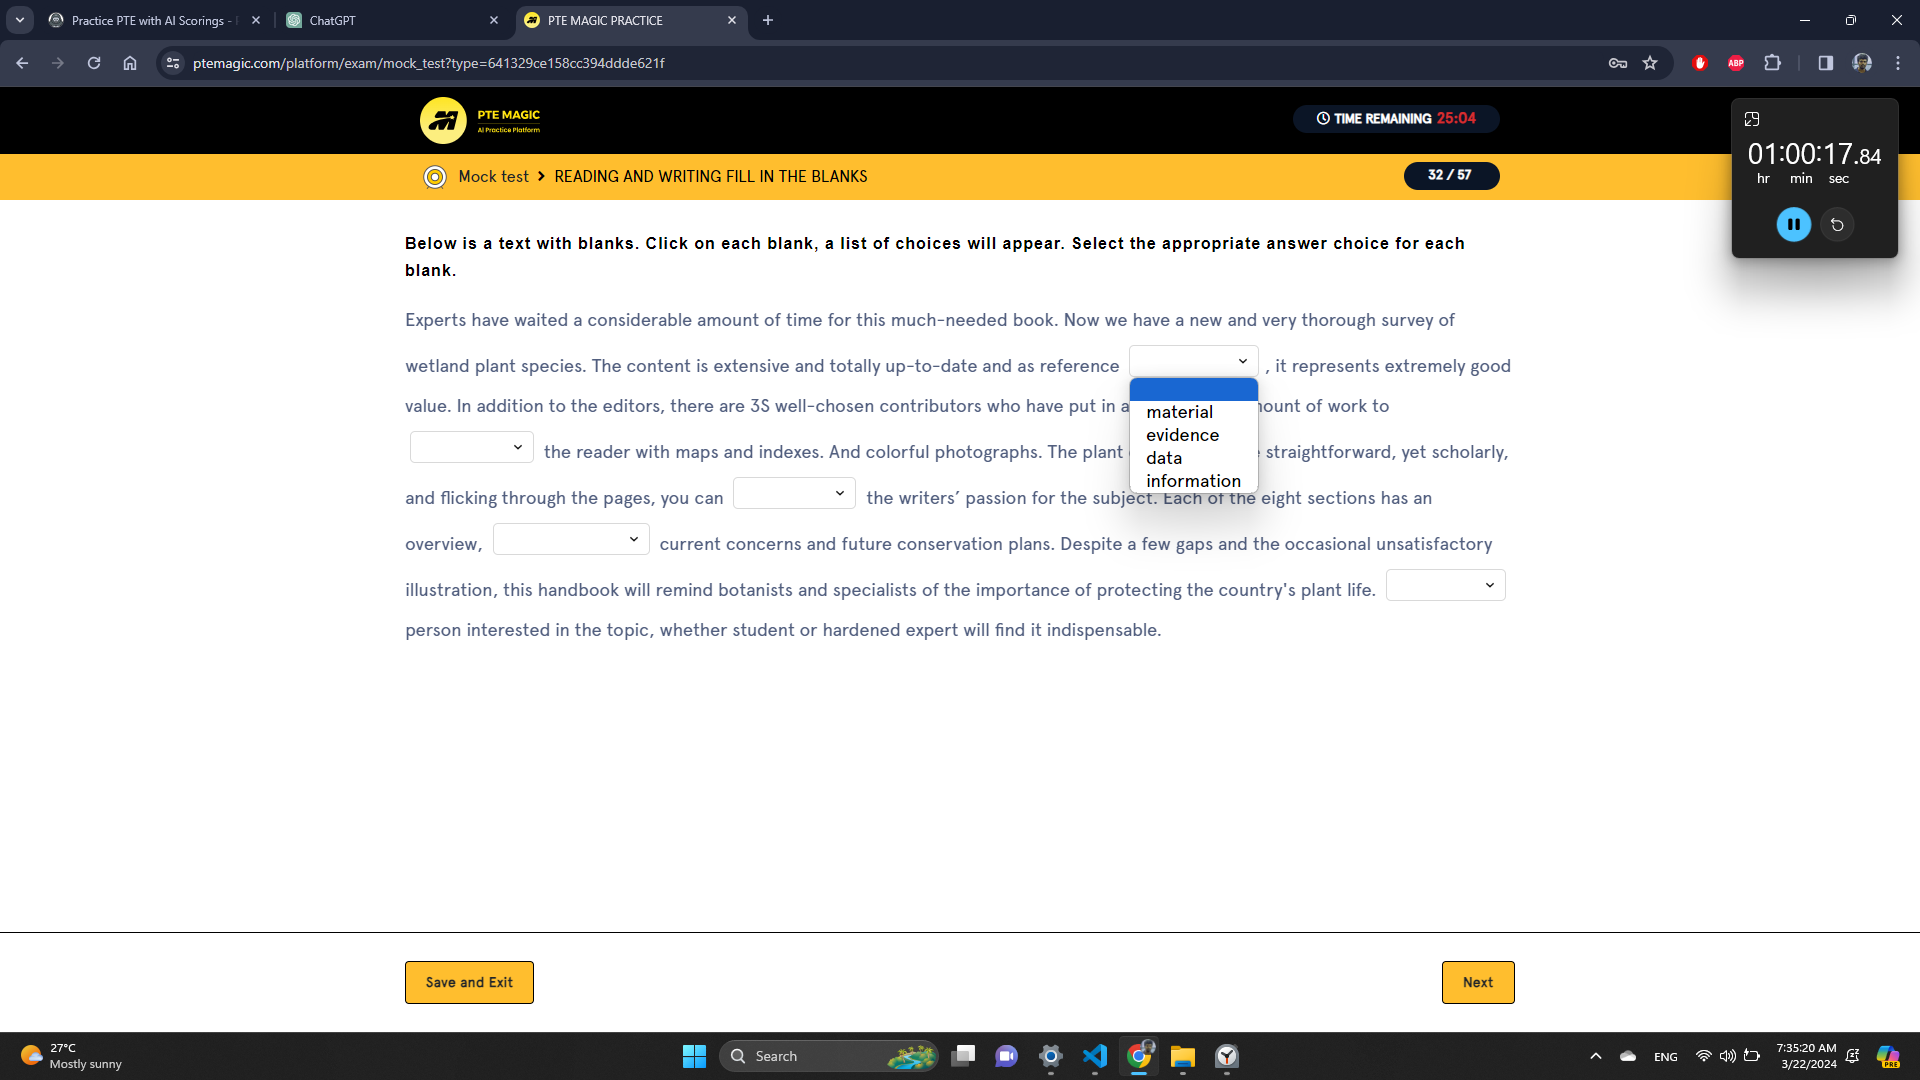 Practice PTE with AI Scorings -
ChatGPT
PTE MAGIC PRACTICE
ptemagic.com/platform/exam/mock_test?type=641329ce158cc394ddde621f
ABP
PTE MAGIC
AI Practice Platform
TIME REMAINING 25:04
01:00:17.84
hr min sec
Mock test > READING AND WRITING FILL IN THE BLANKS
32 / 57
Below is a text with blanks. Click on each blank, a list of choices will appear. Select the appropriate answer choice for each
blank.
Experts have waited a considerable amount of time for this much-needed book. Now we have a new and very thorough survey of
wetland plant species. The content is extensive and totally up-to-date and as reference , it represents extremely good
value. In addition to the editors, there are 3S well-chosen contributors who have put in a ount of work to
the reader with maps and indexes. And colorful photographs. The plant straightforward, yet scholarly,
and flicking through the pages, you can the writers’ passion for the subject. Each of the eight sections has an
overview, current concerns and future conservation plans. Despite a few gaps and the occasional unsatisfactory
illustration, this handbook will remind botanists and specialists of the importance of protecting the country's plant life.
person interested in the topic, whether student or hardened expert will find it indispensable.
material
evidence
data
information
Save and Exit
Next
27°C
Mostly sunny
Search
ENG
7:35:20 AM
3/22/2024
PRE